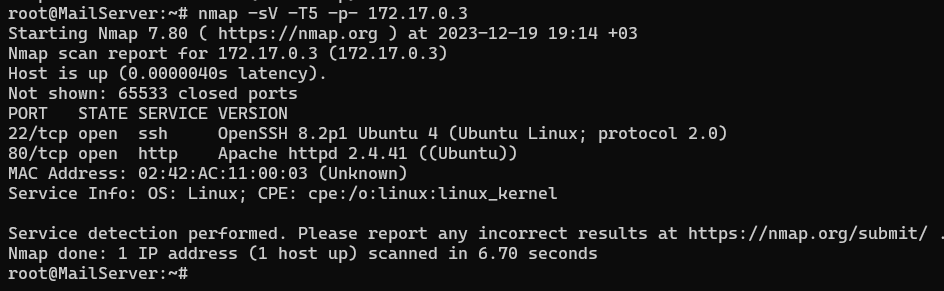 root@MailServer:~# nmap -sV -T5 -p- 172.17.0.3
Starting Nmap 7.80 ( https://nmap.org ) at 2023-12-19 19:14 +03
Nmap scan report for 172.17.0.3 (172.17.0.3)
Host is up (0.0000040s latency).
Not shown: 65533 closed ports
PORT   STATE SERVICE VERSION
22/tcp open  ssh     OpenSSH 8.2p1 Ubuntu 4 (Ubuntu Linux; protocol 2.0)
80/tcp open  http    Apache httpd 2.4.41 ((Ubuntu))
MAC Address: 02:42:AC:11:00:03 (Unknown)
Service Info: OS: Linux; CPE: cpe:/o:linux:linux_kernel
Service detection performed. Please report any incorrect results at https://nmap.org/submit/ .
Nmap done: 1 IP address (1 host up) scanned in 6.70 seconds
root@MailServer:~#